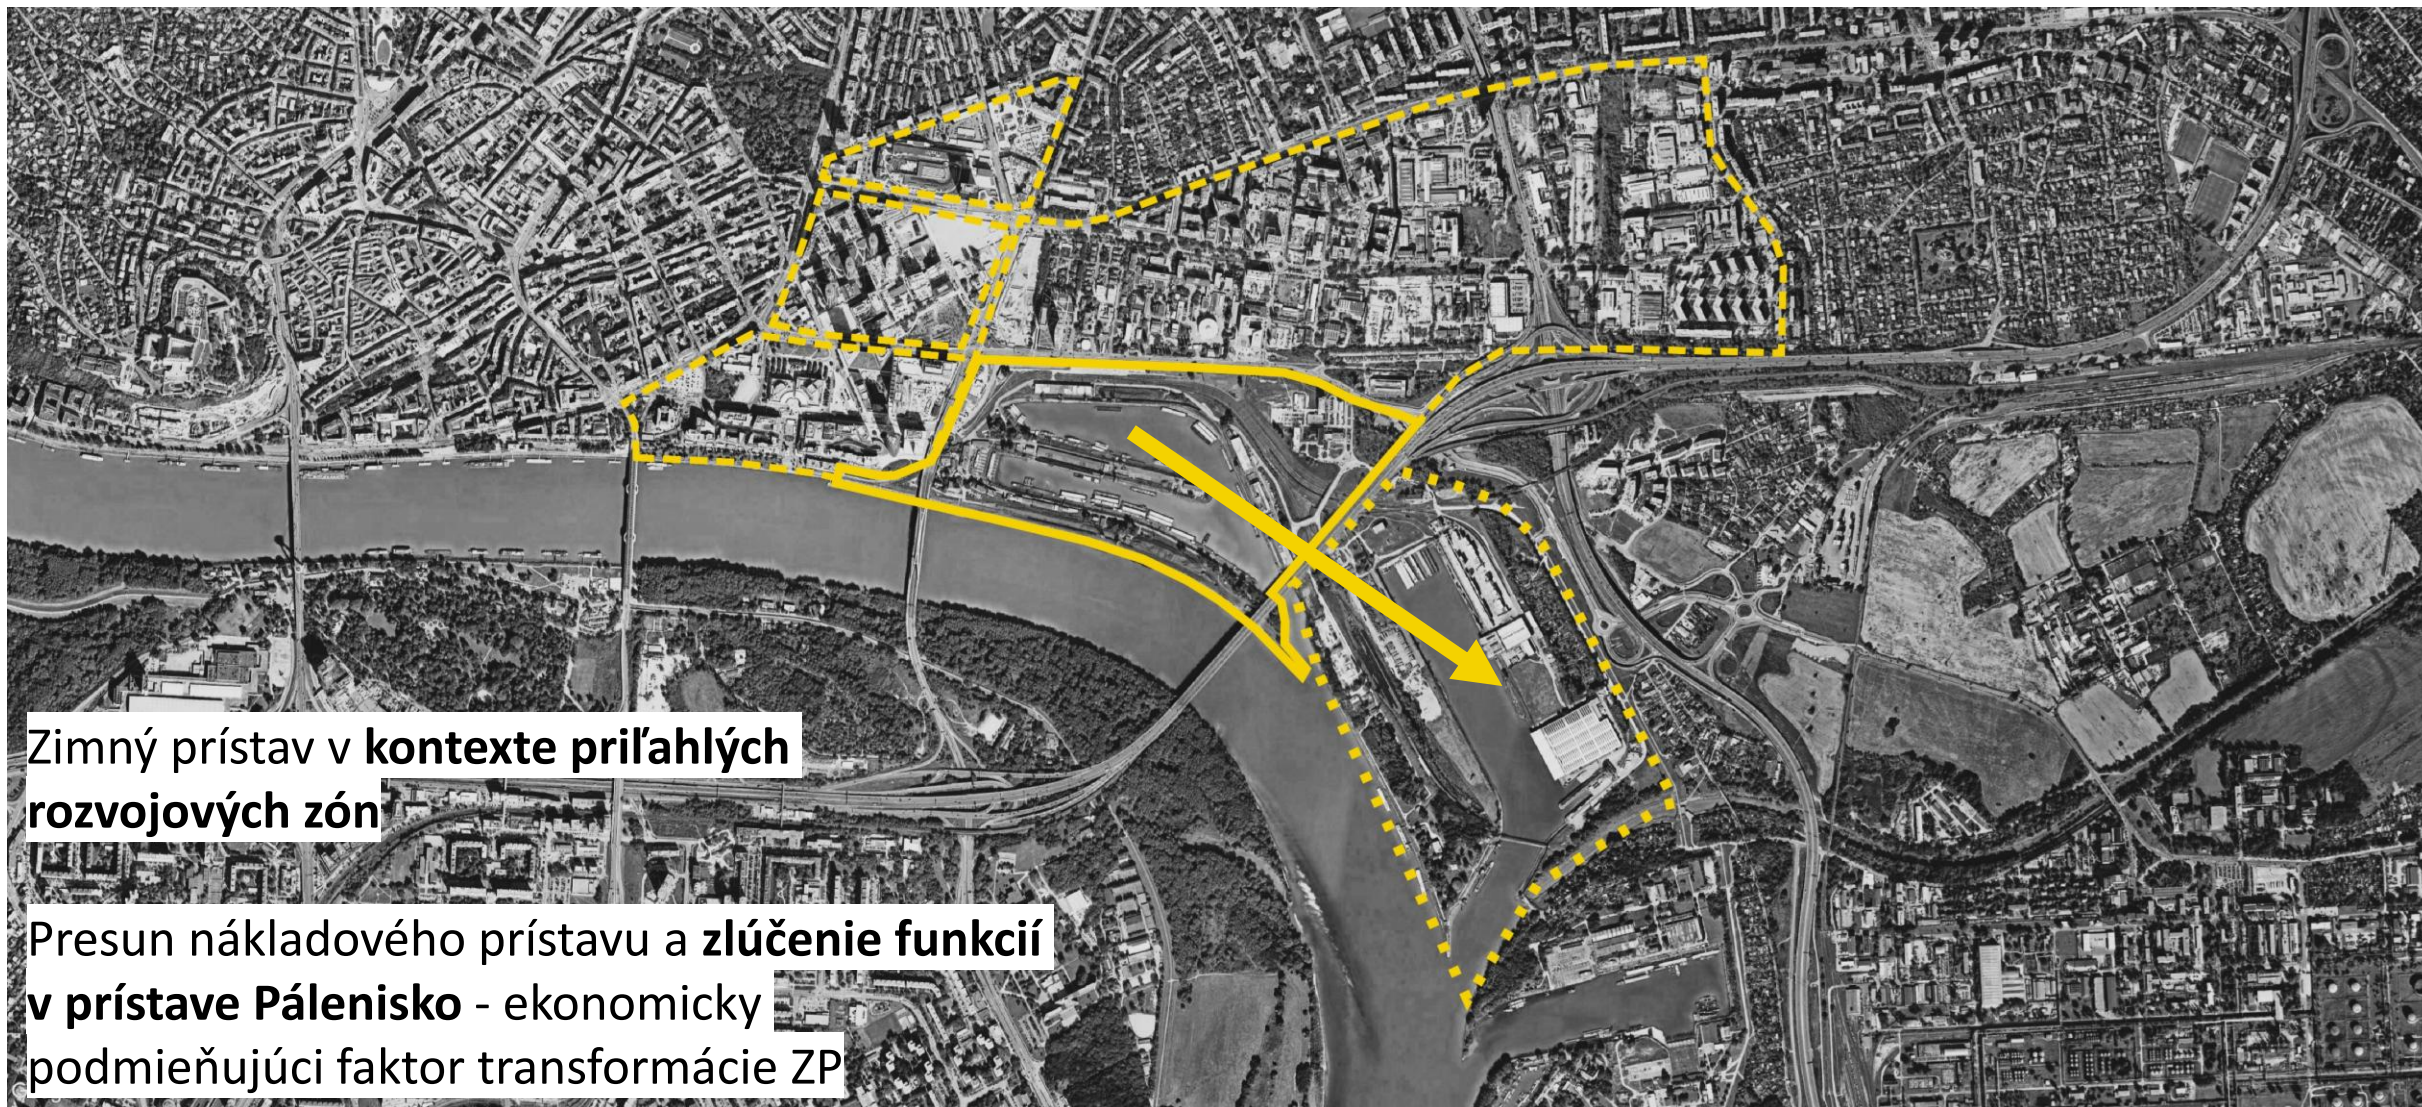 Zimný prístav v kontexte priľahlých
rozvojových zón
Presun nákladového prístavu a zlúčenie funkcií
v prístave Pálenisko - ekonomicky
podmieňujúci faktor transformácie ZP